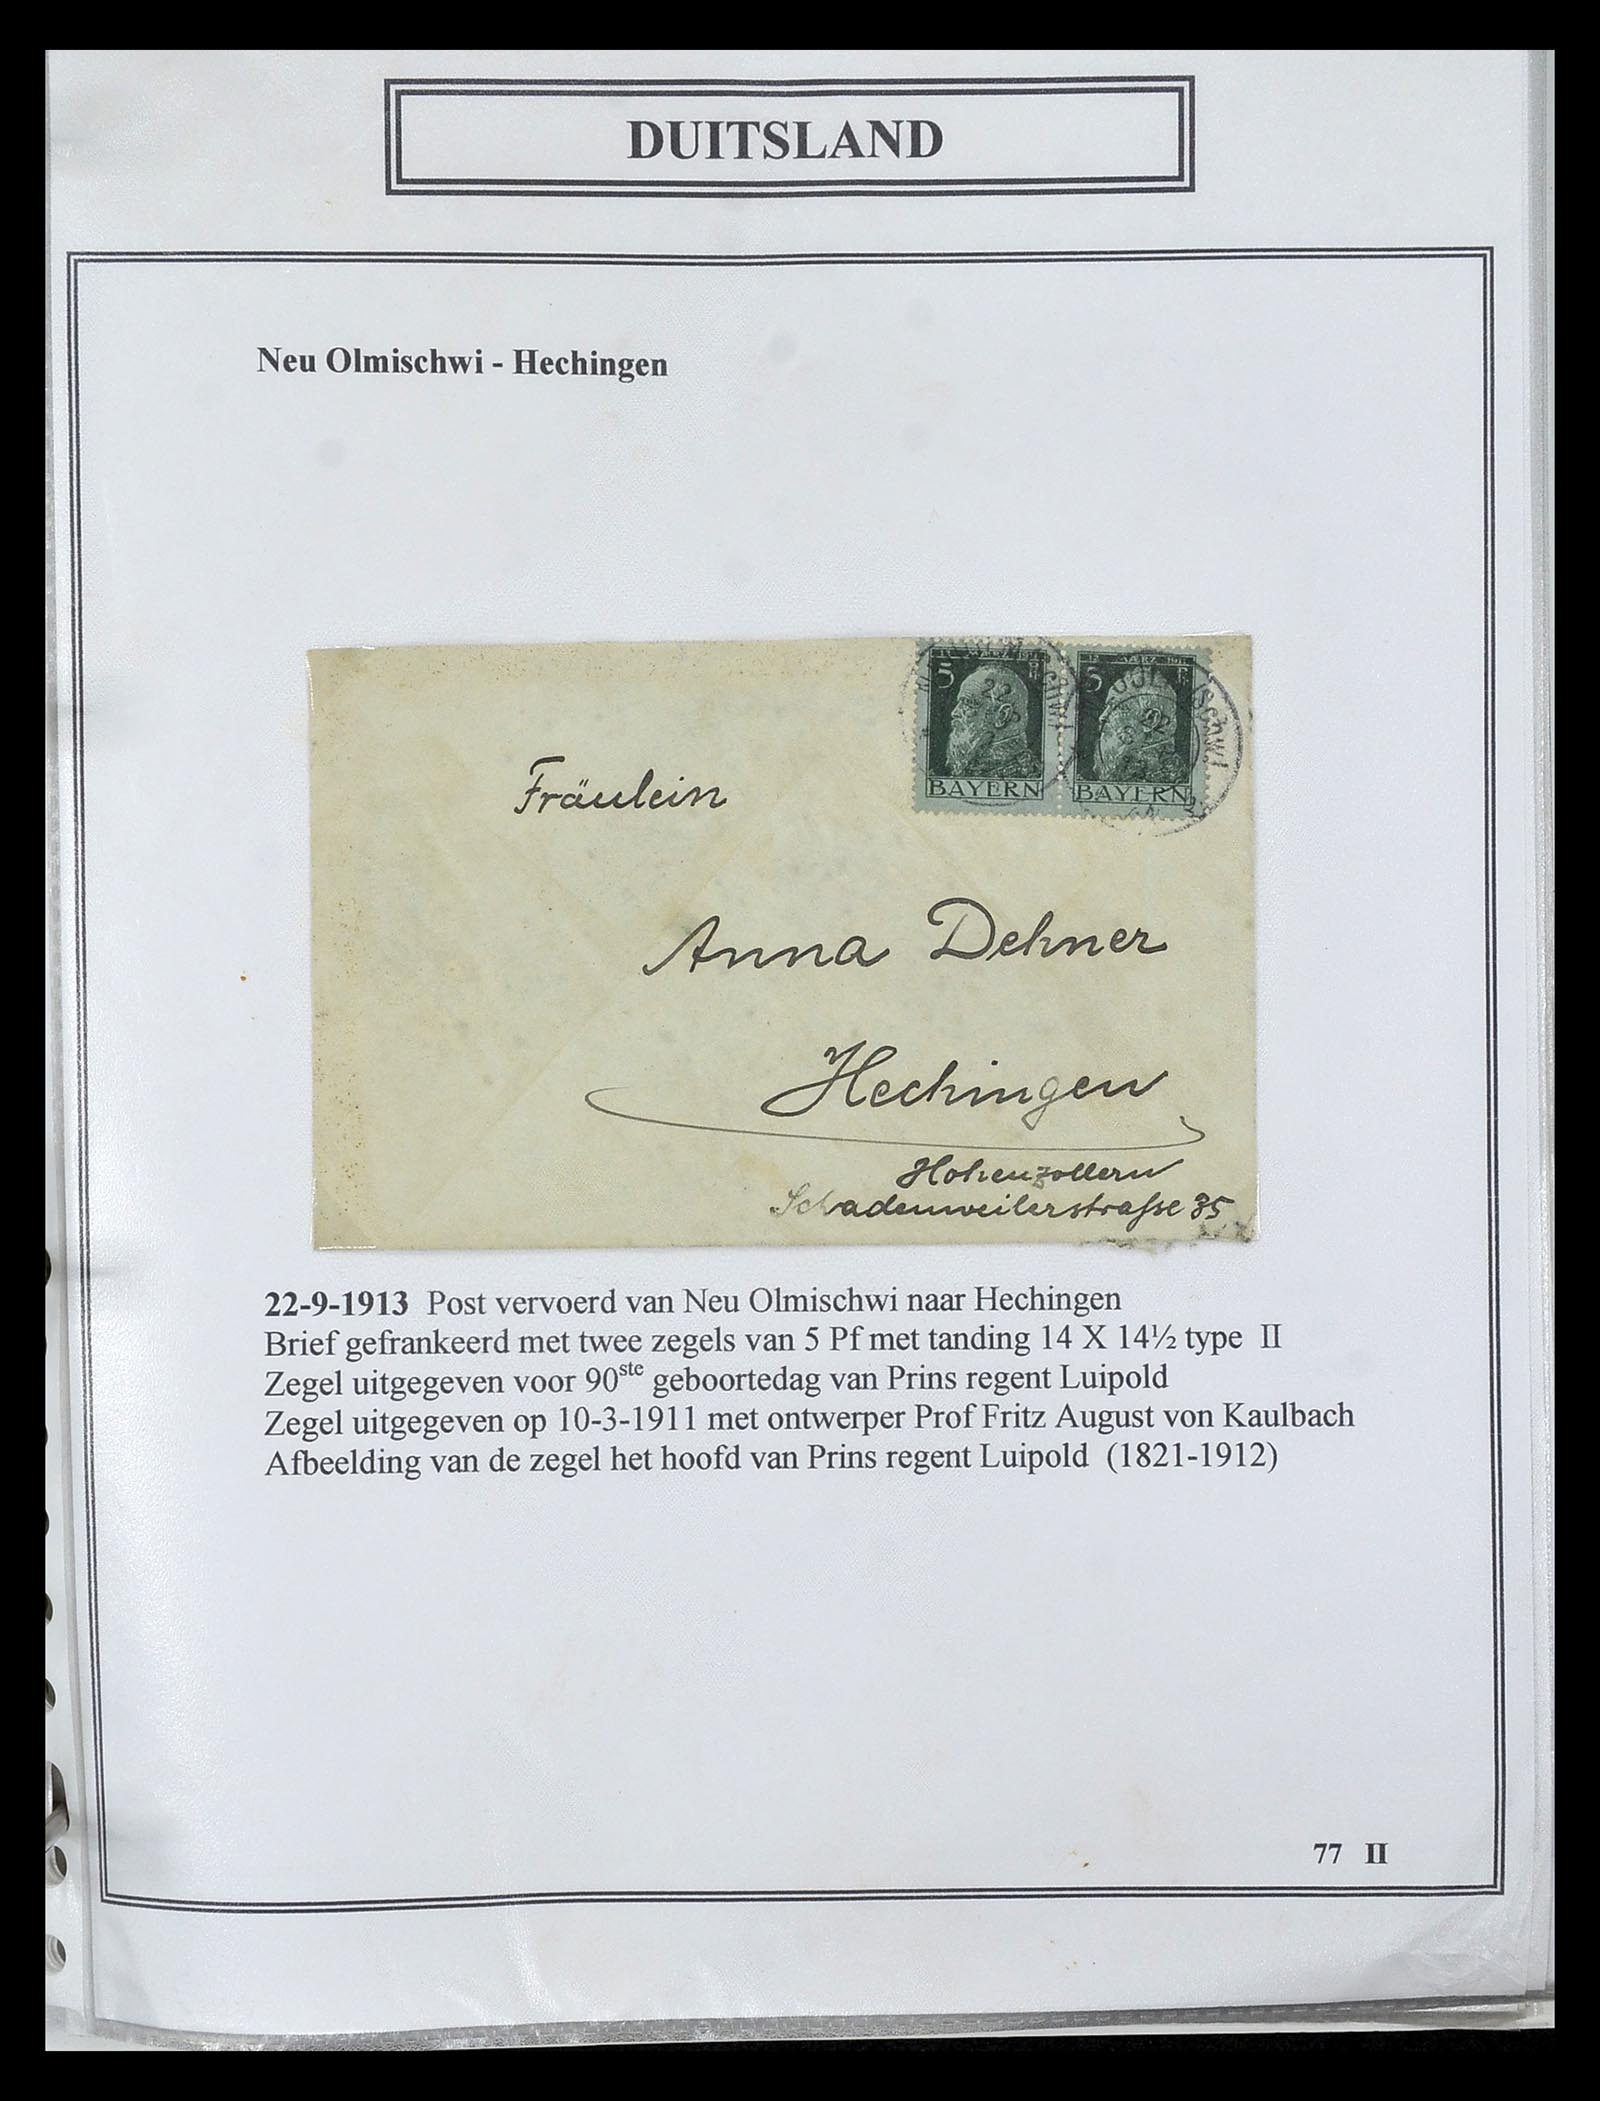 DUITSLAND
Neu Olmischwi - Hechingen
5
BAYERN
5
BAYERN
Fräulein
Anna Dehner
Hechingen
Hohenzollern
Schadenweilerstraße 35
22-9-1913 Post vervoerd van Neu Olmischwi naar Hechingen
Brief gefrankeerd met twee zegels van 5 Pf met tanding 14 X 14½ type II
Zegel uitgegeven voor 90ste geboortedag van Prins regent Luipold
Zegel uitgegeven op 10-3-1911 met ontwerper Prof Fritz August von Kaulbach
Afbeelding van de zegel het hoofd van Prins regent Luipold (1821-1912)
77 II